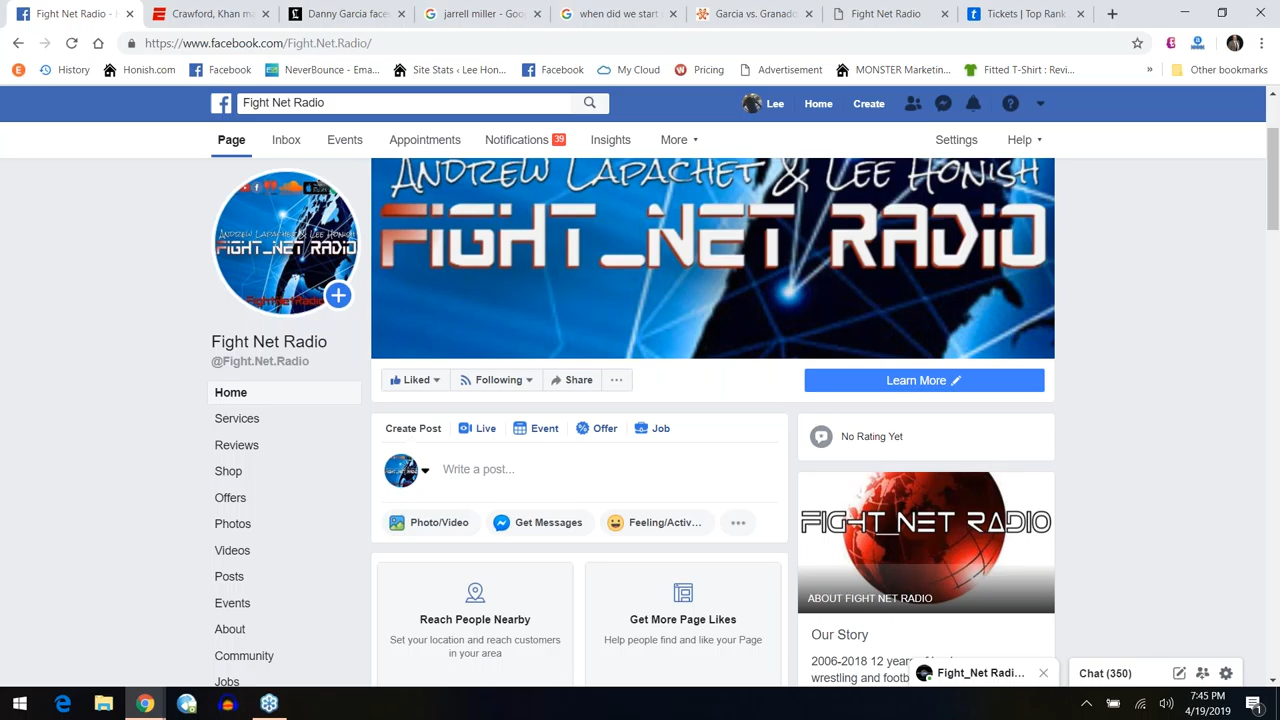 Fight Net Radio -
Crawford, Khan m
Danny Garcia face
jarrell miller - Goo
when did we start
Garcia vs. Granado
Fight Net Radio
Tickets | Top Rank
https://www.facebook.com/Fight.Net.Radio/
History
Honish.com
Facebook
NeverBounce - Ema...
Site Stats ‹ Lee Hon...
Facebook
My Cloud
Pricing
Advertisement
MONSTER Marketin...
Fitted T-Shirt : Revi...
»
Other bookmarks
Fight Net Radio
Lee
Home
Create
Page
Inbox
Events
Appointments
Notifications 39
Insights
More
Settings
Help
Andrew Lapachet & Lee Honish
FIGHT_NET RADIO
Andrew Lapachet & Lee Honish
FIGHT_NET RADIO
FightNetRadio
Fight Net Radio
@Fight.Net.Radio
Liked
Following
Share
Learn More
Home
Services
Reviews
Shop
Offers
Photos
Videos
Posts
Events
About
Community
Jobs
Create Post
Live
Event
Offer
Job
Write a post...
Photo/Video
Get Messages
Feeling/Activ...
Reach People Nearby
Set your location and reach customers
in your area
Get More Page Likes
Help people find and like your Page
No Rating Yet
FIGHT_NET RADIO
ABOUT FIGHT NET RADIO
Our Story
2006-2018 12 years
wrestling and footb
Fight_Net Radi...
Chat (350)
7:45 PM
4/19/2019
1